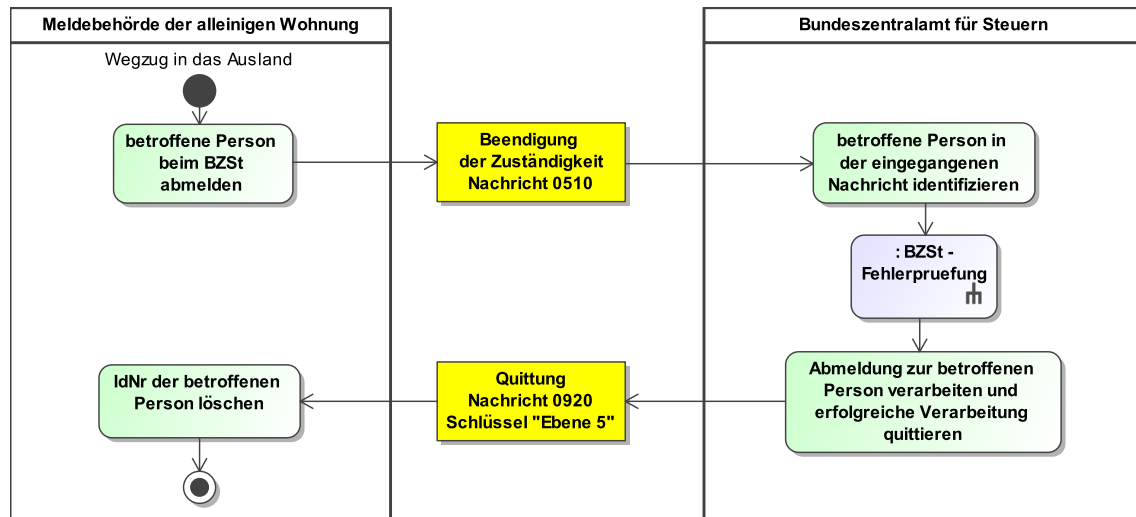 Meldebehörde der alleinigen Wohnung
Bundeszentralamt für Steuern
Wegzug in das Ausland
betroffene Person
beim BZSt
abmelden
Beendigung
der Zuständigkeit
Nachricht 0510
betroffene Person in
der eingegangenen
Nachricht identifizieren
: BZSt -
Fehlerpruefung
Abmeldung zur betroffenen
Person verarbeiten und
erfolgreiche Verarbeitung
quittieren
Quittung
Nachricht 0920
Schlüssel "Ebene 5"
IdNr der betroffenen
Person löschen